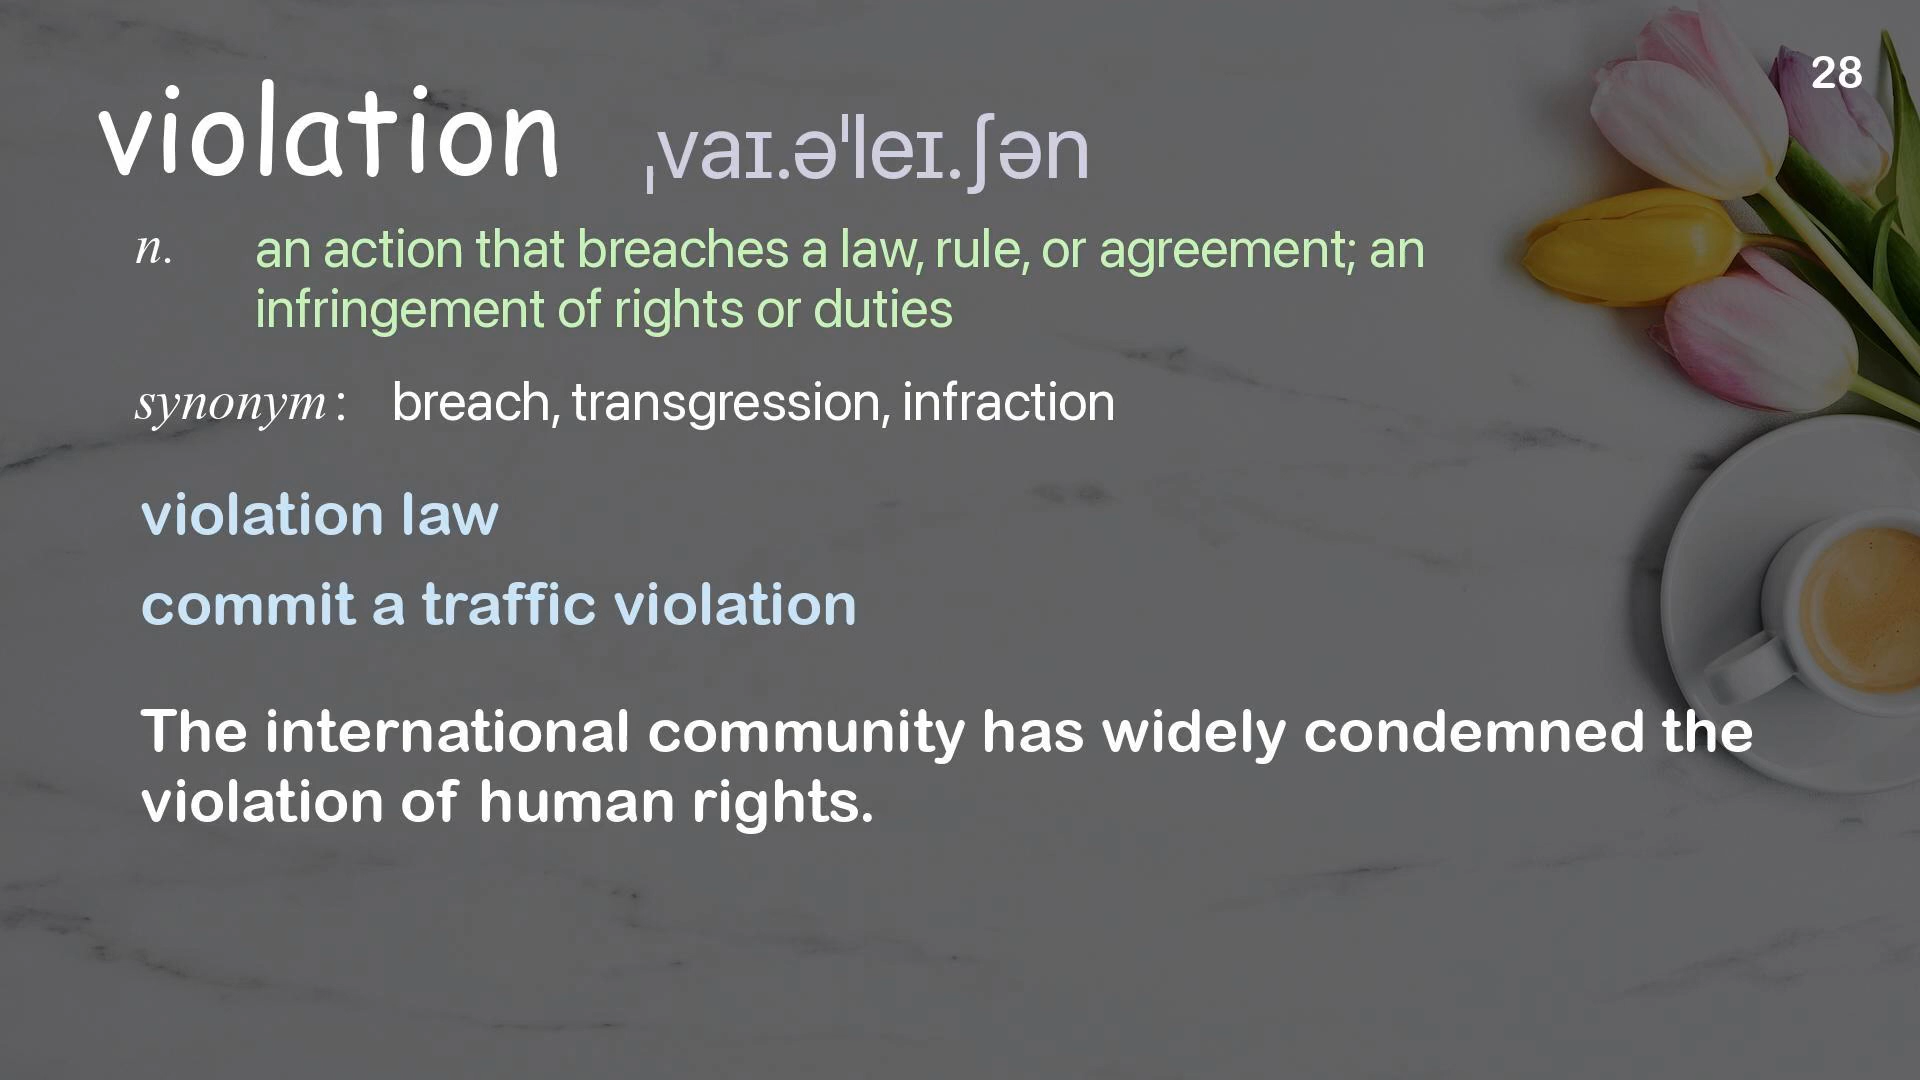 28
violation ˌvaɪ.əˈleɪ.ʃən
n. an action that breaches a law, rule, or agreement; an
infringement of rights or duties
synonym: breach, transgression, infraction
violation law
commit a traffic violation
The international community has widely condemned the
violation of human rights.